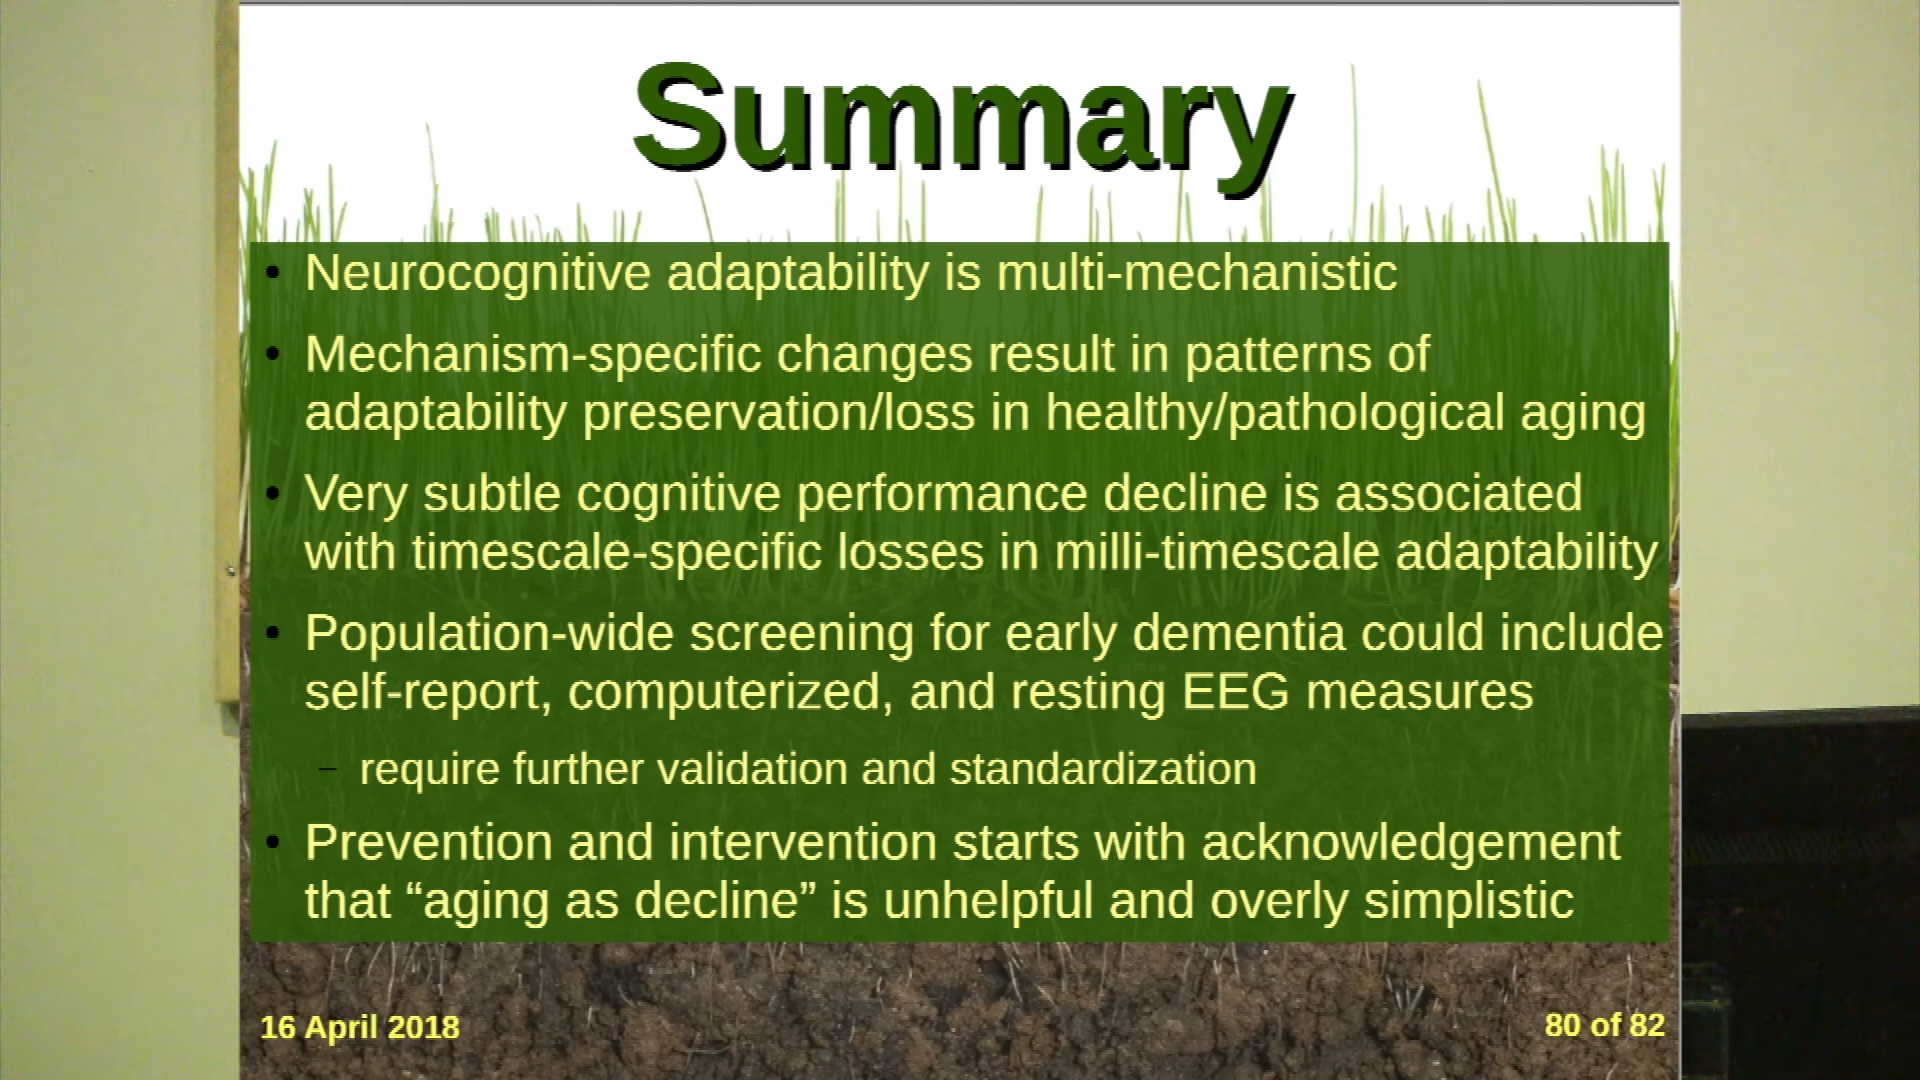 Summary
• Neurocognitive adaptability is multi-mechanistic
• Mechanism-specific changes result in patterns of
adaptability preservation/loss in healthy/pathological aging
• Very subtle cognitive performance decline is associated
with timescale-specific losses in milli-timescale adaptability
• Population-wide screening for early dementia could include
self-report, computerized, and resting EEG measures
– require further validation and standardization
• Prevention and intervention starts with acknowledgement
that “aging as decline” is unhelpful and overly simplistic
16 April 2018
80 of 82